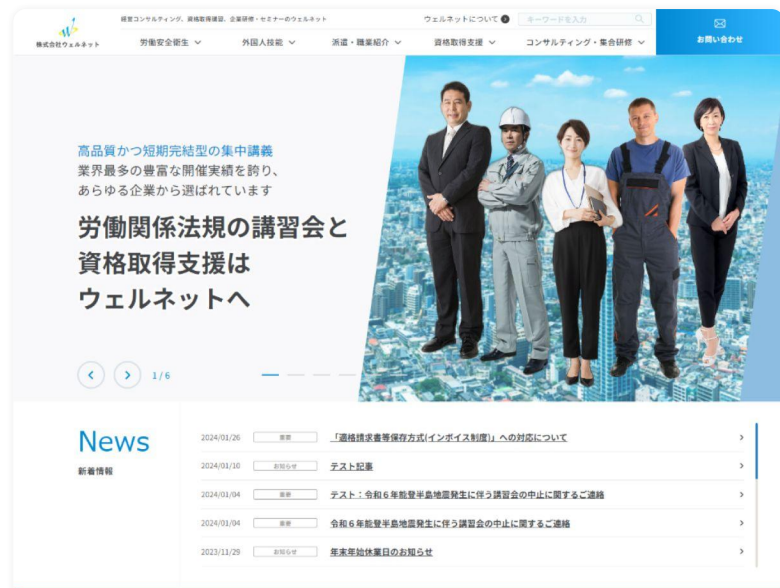 株式会社ウェルネット
経営コンサルティング、資格取得講習、企業研修・セミナーのウェルネット
ウェルネットについて
キーワードを入力
お問い合わせ
労働安全衛生
外国人技能
派遣・職業紹介
資格取得支援
コンサルティング・集合研修
高品質かつ短期完結型の集中講義
業界最多の豊富な開催実績を誇り、
あらゆる企業から選ばれています
労働関係法規の講習会と
資格取得支援は
ウェルネットへ
1/6
News
新着情報
2024/01/26 重要 「適格請求書等保存方式(インボイス制度)」への対応について
2024/01/10 お知らせ テスト記事
2024/01/04 重要 テスト：令和６年能登半島地震発生に伴う講習会の中止に関するご連絡
2024/01/04 重要 令和６年能登半島地震発生に伴う講習会の中止に関するご連絡
2023/11/29 お知らせ 年末年始休業日のお知らせ